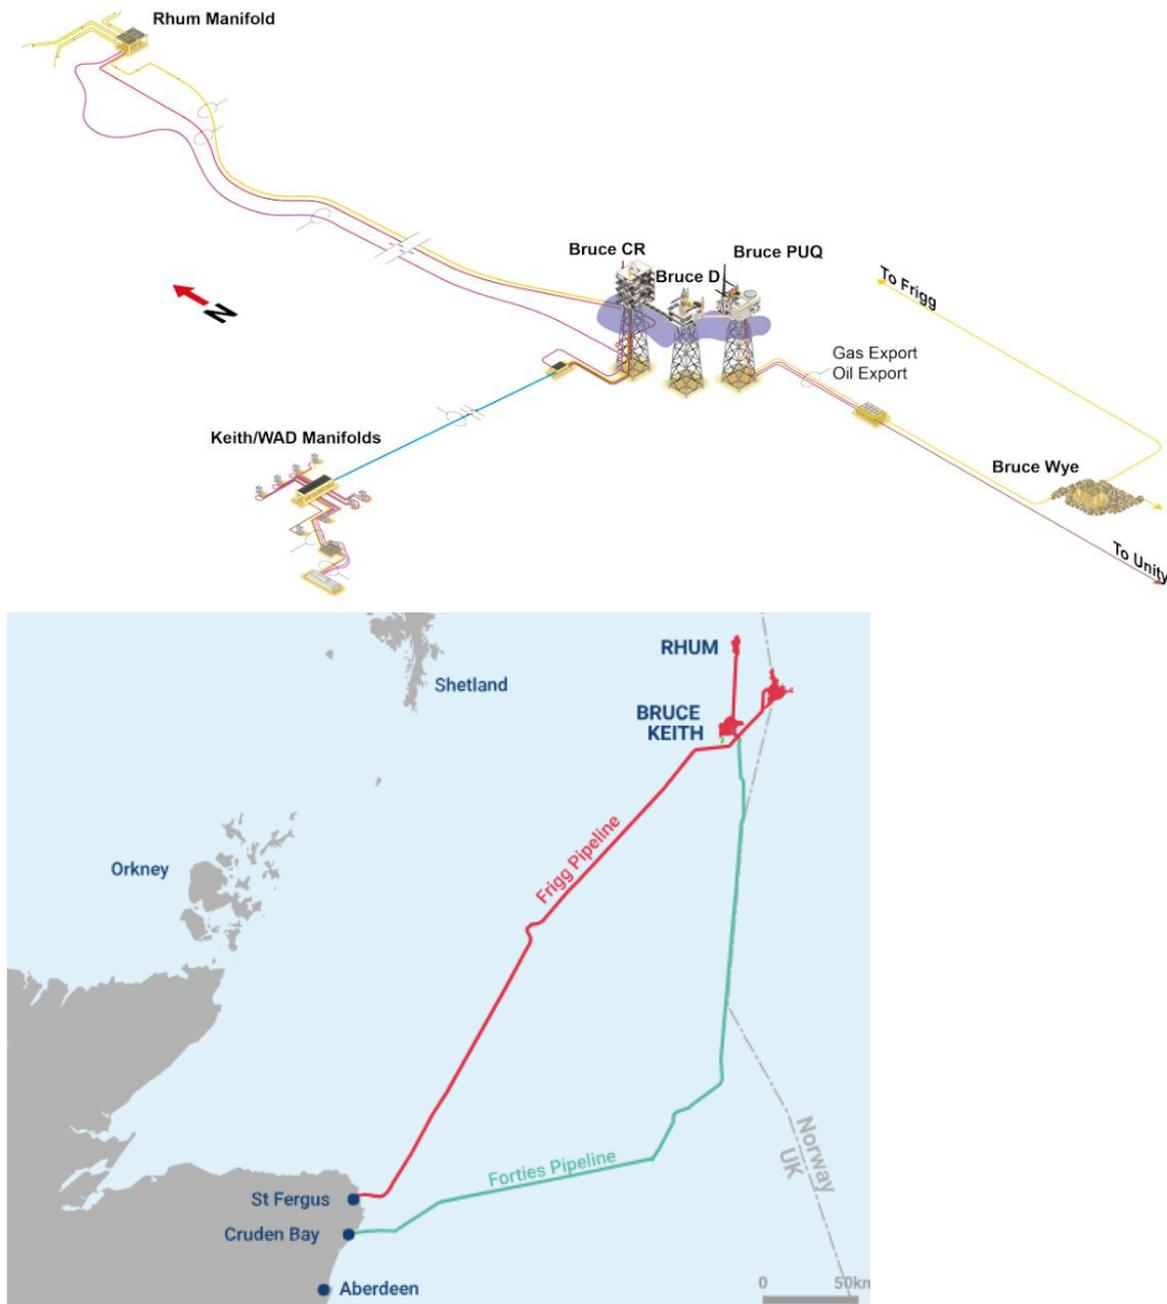 Rhum Manifold
Bruce CR
Bruce D
Bruce PUQ
To Frigg
N
Gas Export
Oil Export
Keith/WAD Manifolds
Bruce Wye
To Unity
RHUM
Shetland
BRUCE
KEITH
Frigg Pipeline
Orkney
Norway
UK
Forties Pipeline
St Fergus
Cruden Bay
Aberdeen
0 50km